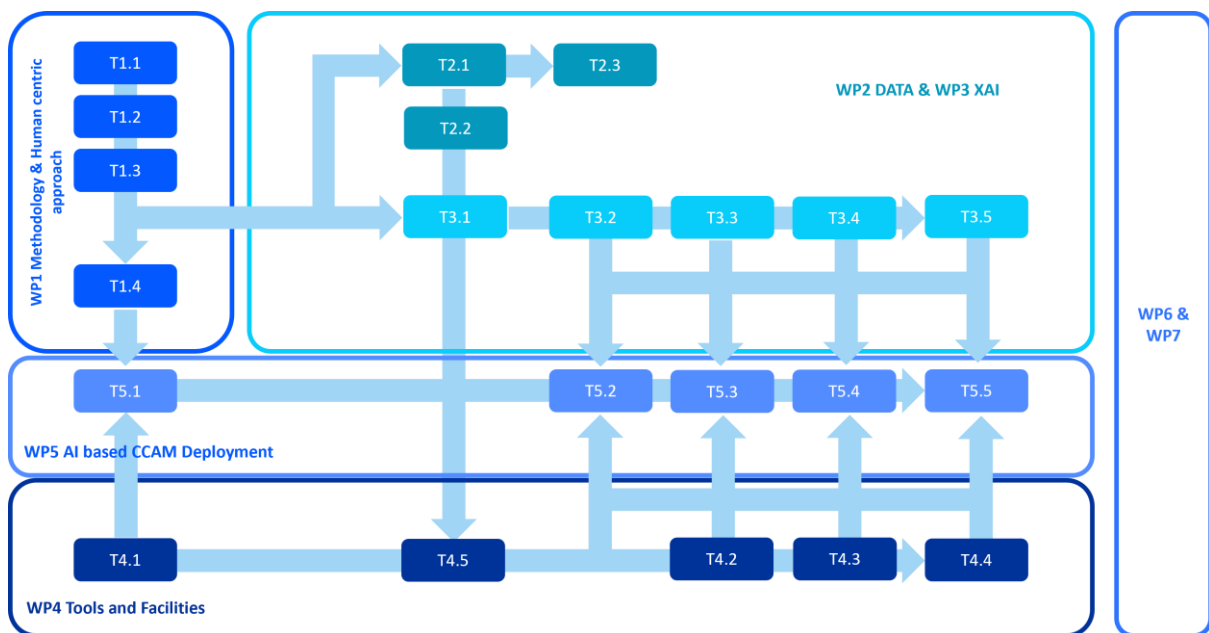 T1.1
T1.2
T1.3
T1.4
WP1 Methodology & Human centric
approach
T2.1
T2.3
T2.2
WP2 DATA & WP3 XAI
T3.1
T3.2
T3.3
T3.4
T3.5
WP6 &
WP7
T5.1
T5.2
T5.3
T5.4
T5.5
WP5 AI based CCAM Deployment
T4.1
T4.5
T4.2
T4.3
T4.4
WP4 Tools and Facilities